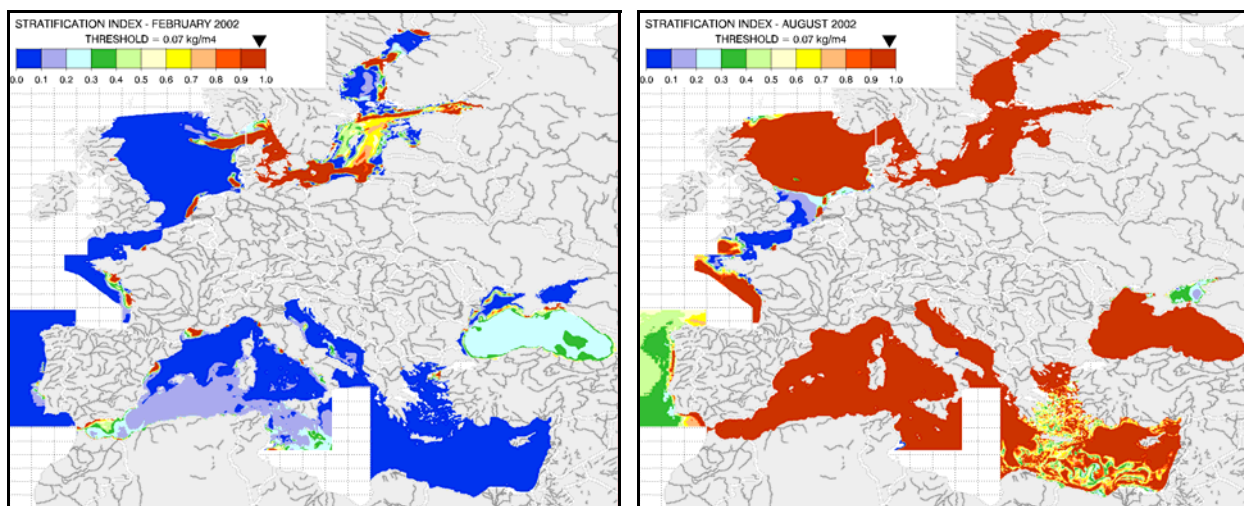 STRATIFICATION INDEX - FEBRUARY 2002
THRESHOLD = 0.07 kg/m4
0.0 0.1 0.2 0.3 0.4 0.5 0.6 0.7 0.8 0.9 1.0
STRATIFICATION INDEX - AUGUST 2002
THRESHOLD = 0.07 kg/m4
0.0 0.1 0.2 0.3 0.4 0.5 0.6 0.7 0.8 0.9 1.0